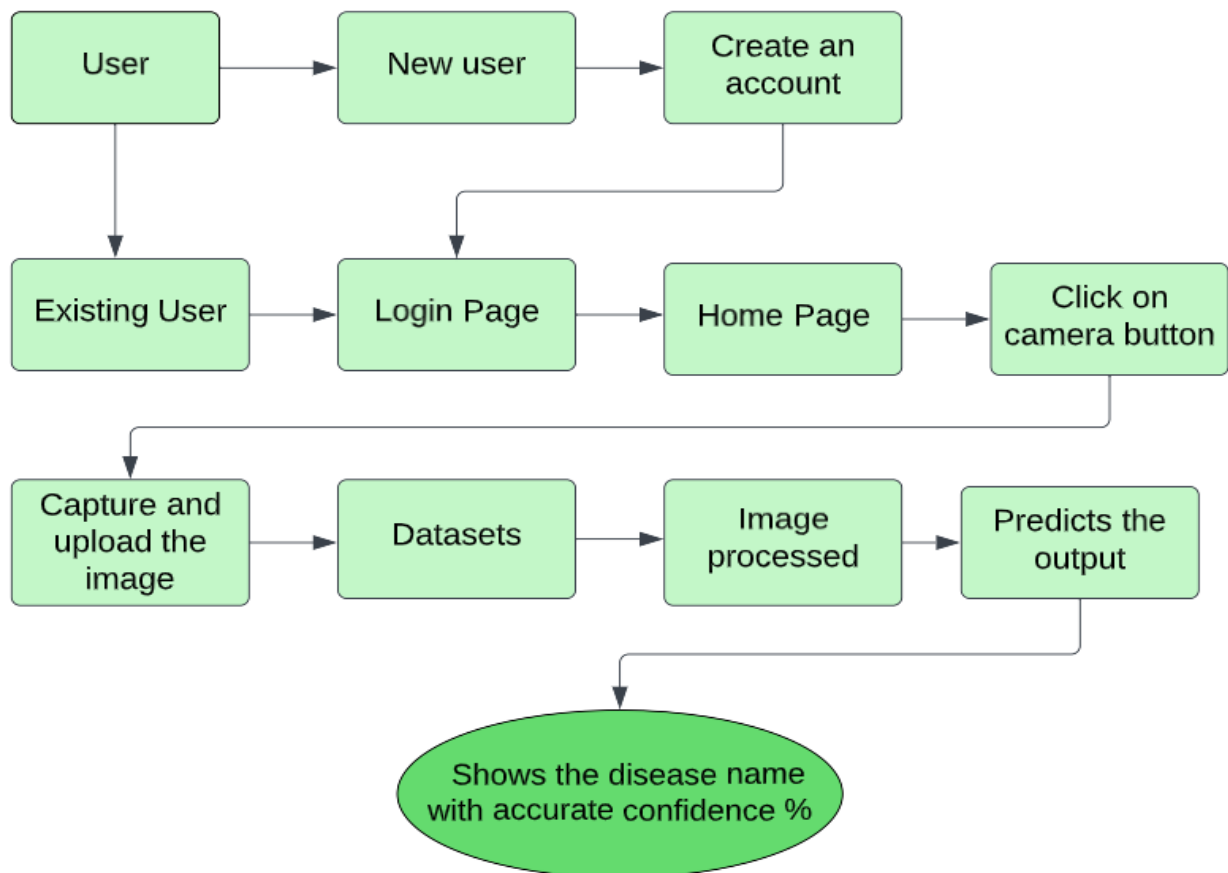 User
New user
Create an
account
Existing User
Login Page
Home Page
Click on
camera button
Capture and
upload the
image
Datasets
Image
processed
Predicts the
output
Shows the disease name
with accurate confidence %